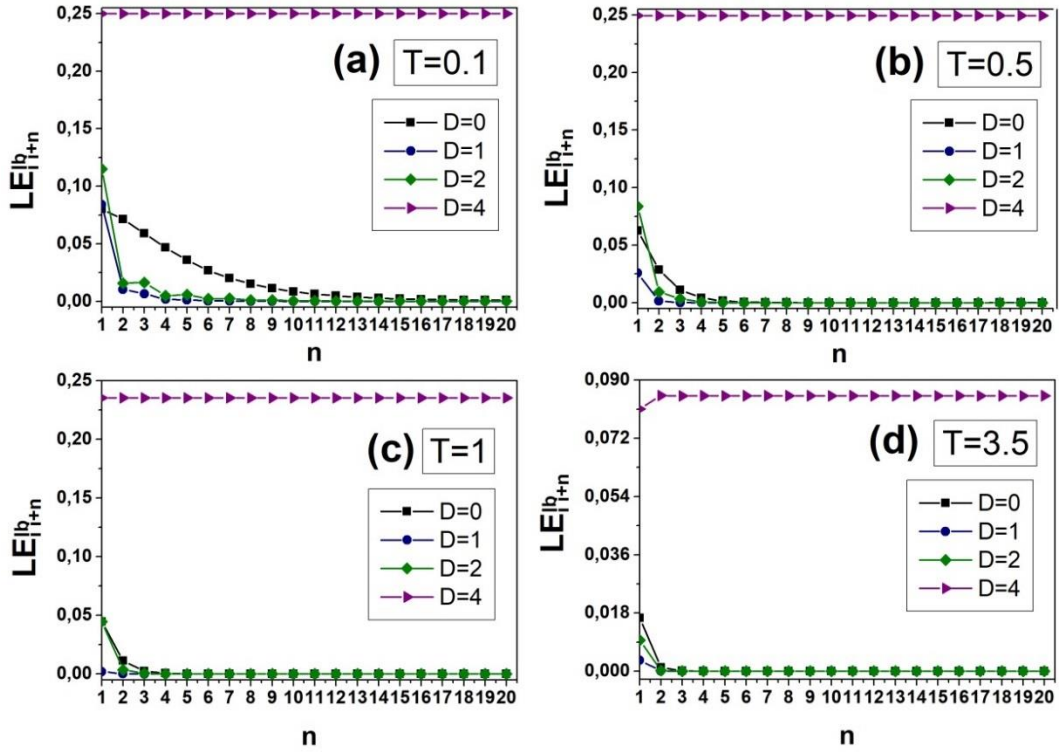 0,25
0,20
0,15
0,10
0,05
0,00
LE^lb_i i+n
(a) T=0.1
D=0
D=1
D=2
D=4
1 2 3 4 5 6 7 8 9 10 11 12 13 14 15 16 17 18 19 20
n
0,25
0,20
0,15
0,10
0,05
0,00
LE^lb_i i+n
(b) T=0.5
D=0
D=1
D=2
D=4
1 2 3 4 5 6 7 8 9 10 11 12 13 14 15 16 17 18 19 20
n
0,25
0,20
0,15
0,10
0,05
0,00
LE^lb_i i+n
(c) T=1
D=0
D=1
D=2
D=4
1 2 3 4 5 6 7 8 9 10 11 12 13 14 15 16 17 18 19 20
n
0,090
0,072
0,054
0,036
0,018
0,000
LE^lb_i i+n
(d) T=3.5
D=0
D=1
D=2
D=4
1 2 3 4 5 6 7 8 9 10 11 12 13 14 15 16 17 18 19 20
n